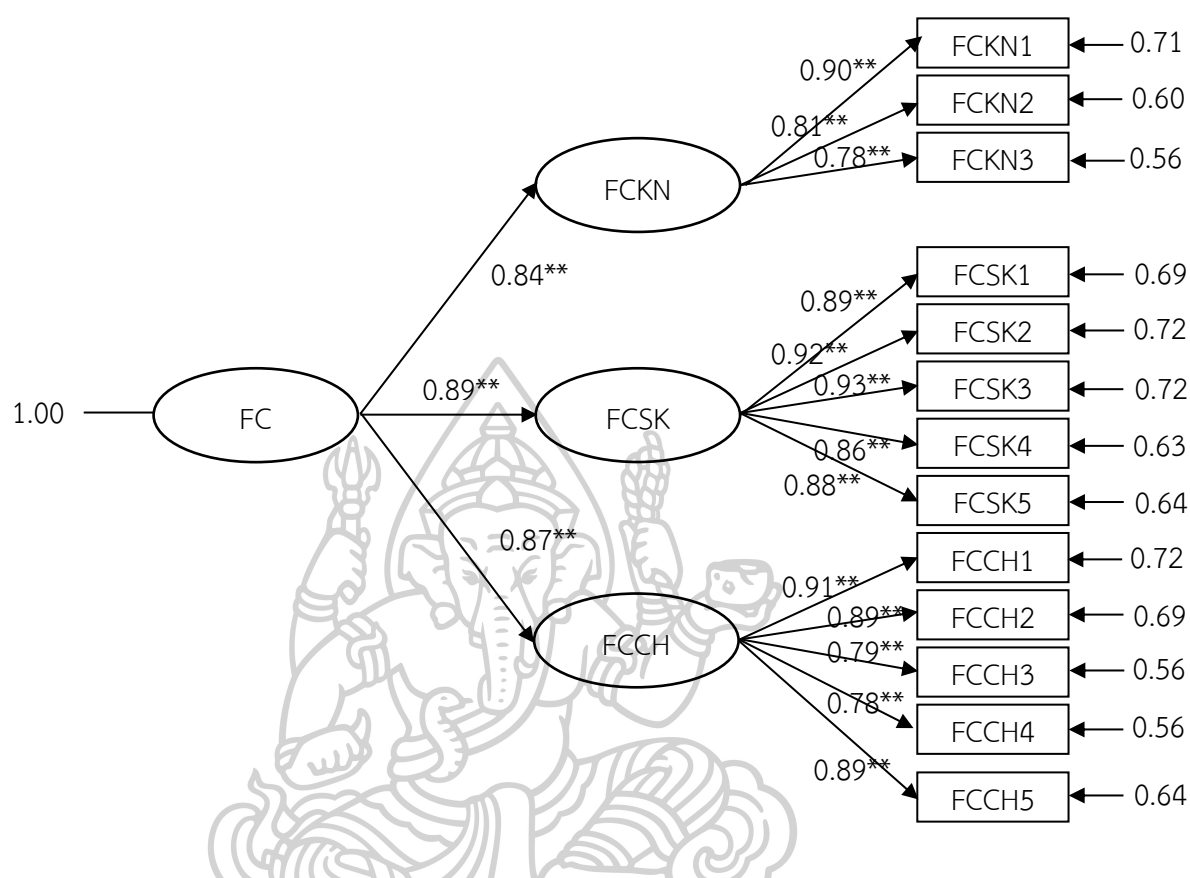 FCKN1 0.71
0.90**
FCKN2 0.60
0.81**
FCKN3 0.56
0.78**
FCKN
0.84**
FCSK1 0.69
0.89**
FCSK2 0.72
0.92**
FCSK3 0.72
0.93**
1.00 FC 0.89** FCSK
FCSK4 0.63
0.86**
FCSK5 0.64
0.88**
0.87**
FCCH1 0.72
0.91**
FCCH2 0.69
0.89**
FCCH
FCCH3 0.56
0.79**
FCCH4 0.56
0.78**
FCCH5 0.64
0.89**